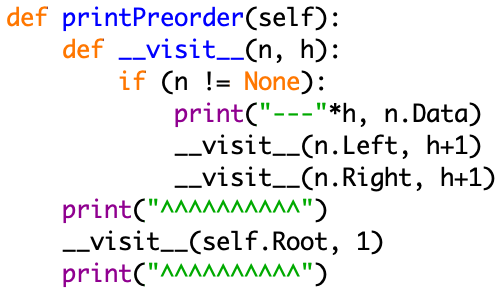 def printPreorder(self):
    def __visit__(n, h):
        if (n != None):
            print("---"*h, n.Data)
            __visit__(n.Left, h+1)
            __visit__(n.Right, h+1)
    print("^^^^^^^^^^")
    __visit__(self.Root, 1)
    print("^^^^^^^^^^")